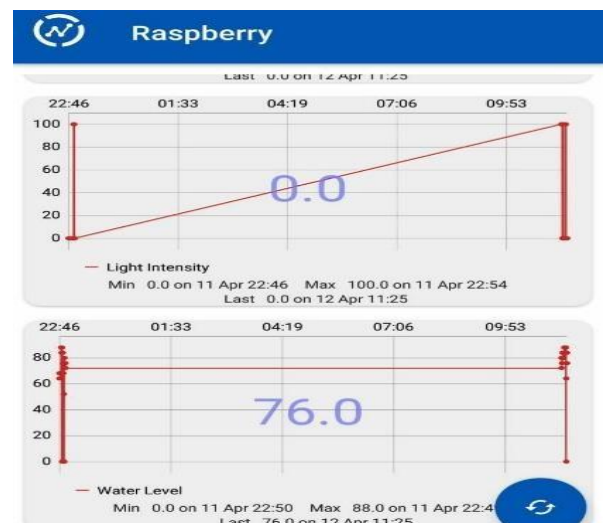 Raspberry
Last 0.0 on 12 Apr 11:25
22:46 01:33 04:19 07:06 09:53
100
80
60
40
20
0
0.0
— Light Intensity
Min 0.0 on 11 Apr 22:46 Max 100.0 on 11 Apr 22:54
Last 0.0 on 12 Apr 11:25
22:46 01:33 04:19 07:06 09:53
80
60
40
20
0
76.0
— Water Level
Min 0.0 on 11 Apr 22:50 Max 88.0 on 11 Apr
Last 76.0 on 12 Apr 11:25